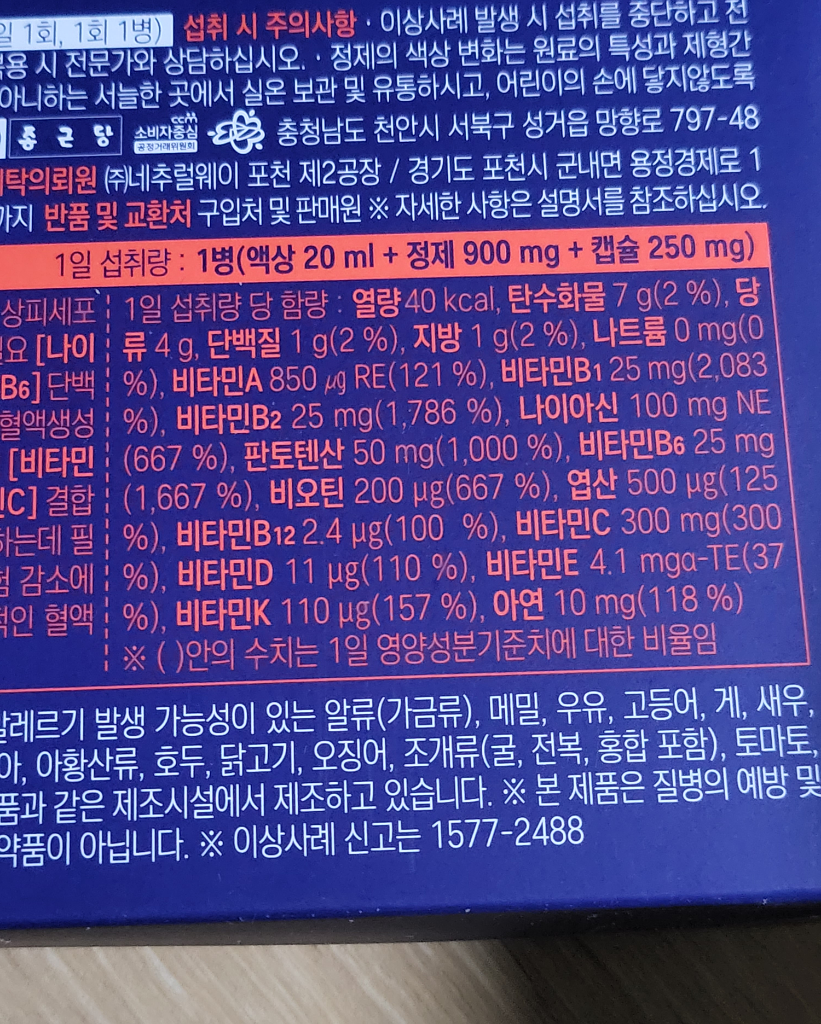 일 1회, 1회 1병) 섭취 시 주의사항 · 이상사례 발생 시 섭취를 중단하고 전
용 시 전문가와 상담하십시오. · 정제의 색상 변화는 원료의 특성과 제형간
아니하는 서늘한 곳에서 실온 보관 및 유통하시고, 어린이의 손에 닿지않도록
종근당 소비자중심 CCM 공정거래위원회 충청남도 천안시 서북구 성거읍 망향로 797-48
탁의뢰원 ㈜네추럴웨이 포천 제2공장 / 경기도 포천시 군내면 용정경제로 1
까지 반품 및 교환처 구입처 및 판매원 ※ 자세한 사항은 설명서를 참조하십시오.
1일 섭취량 : 1병(액상 20 ml + 정제 900 mg + 캡슐 250 mg)
상피세포
요 [나이
B6] 단백
혈액생성
[비타민
C] 결합
하는데 필
험 감소에
적인 혈액
1일 섭취량 당 함량 : 열량 40 kcal, 탄수화물 7 g(2 %), 당
류 4 g, 단백질 1 g(2 %), 지방 1 g(2 %), 나트륨 0 mg(0
%), 비타민A 850 ㎍ RE(121 %), 비타민B1 25 mg(2,083
%), 비타민B2 25 mg(1,786 %), 나이아신 100 mg NE
(667 %), 판토텐산 50 mg(1,000 %), 비타민B6 25 mg
(1,667 %), 비오틴 200 μg(667 %), 엽산 500 μg(125
%), 비타민B12 2.4 μg(100 %), 비타민C 300 mg(300
%), 비타민D 11 μg(110 %), 비타민E 4.1 mgα-TE(37
%), 비타민K 110 μg(157 %), 아연 10 mg(118 %)
※ ( )안의 수치는 1일 영양성분기준치에 대한 비율임
알레르기 발생 가능성이 있는 알류(가금류), 메밀, 우유, 고등어, 게, 새우,
아, 아황산류, 호두, 닭고기, 오징어, 조개류(굴, 전복, 홍합 포함), 토마토,
품과 같은 제조시설에서 제조하고 있습니다. ※ 본 제품은 질병의 예방 및
약품이 아닙니다. ※ 이상사례 신고는 1577-2488